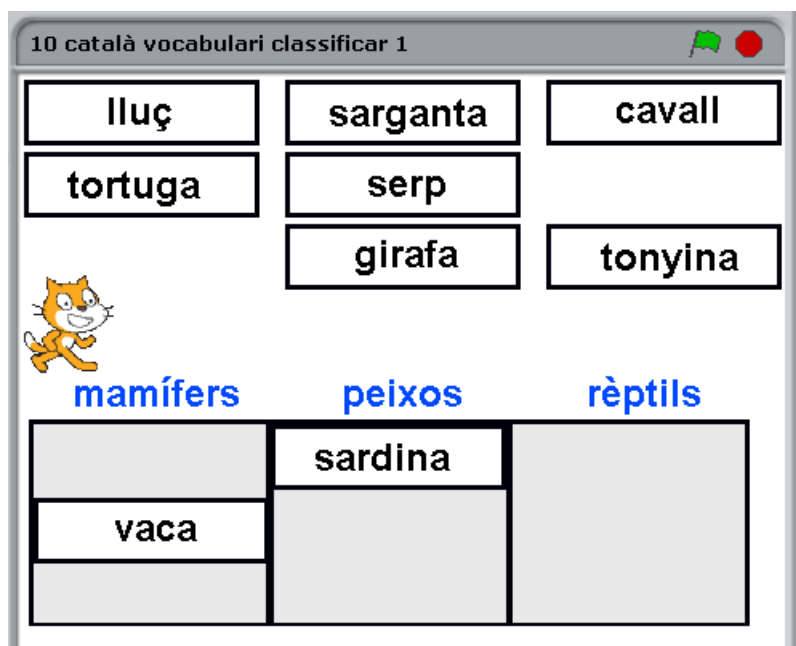 10 català vocabulari classificar 1
lluç sarganta cavall
tortuga serp
girafa tonyina
mamífers peixos rèptils
sardina
vaca